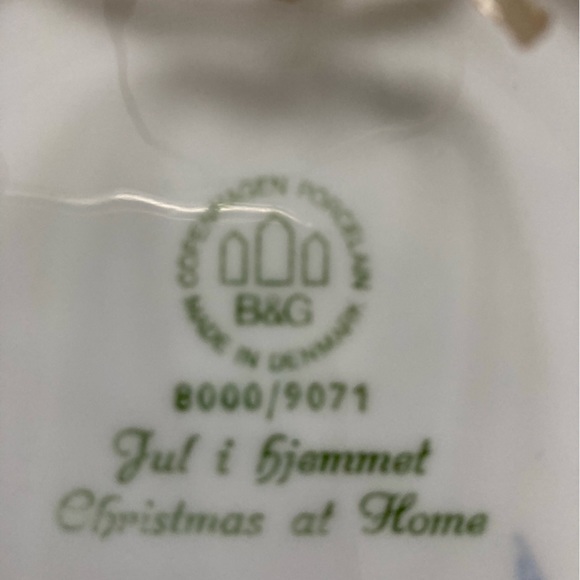 COPENHAGEN PORCELAIN
B&G
MADE IN DENMARK
8000/9071
Jul i hjemmet
Christmas at Home